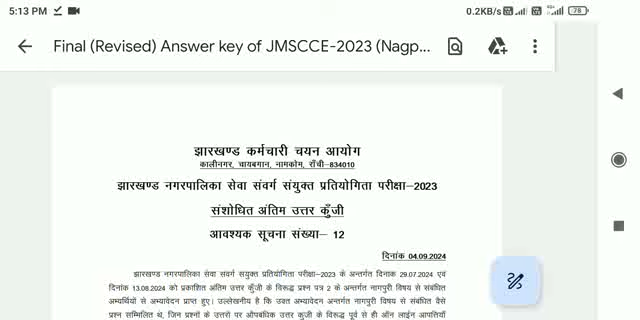 5:13 PM
0.2KB/s
78
Final (Revised) Answer key of JMSCCE-2023 (Nagp...
झारखण्ड कर्मचारी चयन आयोग
कालीनगर, चायबगान, नामकोम, राँची-834010
झारखण्ड नगरपालिका सेवा संवर्ग संयुक्त प्रतियोगिता परीक्षा-2023
संशोधित अंतिम उत्तर कुँजी
आवश्यक सूचना संख्या- 12
दिनांक 04.09.2024
झारखण्ड नगरपालिका सेवा संवर्ग संयुक्त प्रतियोगिता परीक्षा-2023 के अन्तर्गत दिनांक 29.07.2024 एवं
दिनांक 13.08.2024 को प्रकाशित अंतिम उत्तर कुँजी के विरूद्ध प्रश्न पत्र 2 के अन्तर्गत नागपुरी विषय से संबंधित
अभ्यर्थियों से अभ्यावेदन प्राप्त हुए। उल्लेखनीय है कि उक्त अभ्यावेदन अन्तर्गत नागपुरी विषय से संबंधित वैसे
प्रश्न सम्मिलित थे, जिन प्रश्नों के उत्तरों पर औपबंधिक उत्तर कुंजी के विरूद्ध पूर्व से ही ऑन लाईन आपत्तियाँ